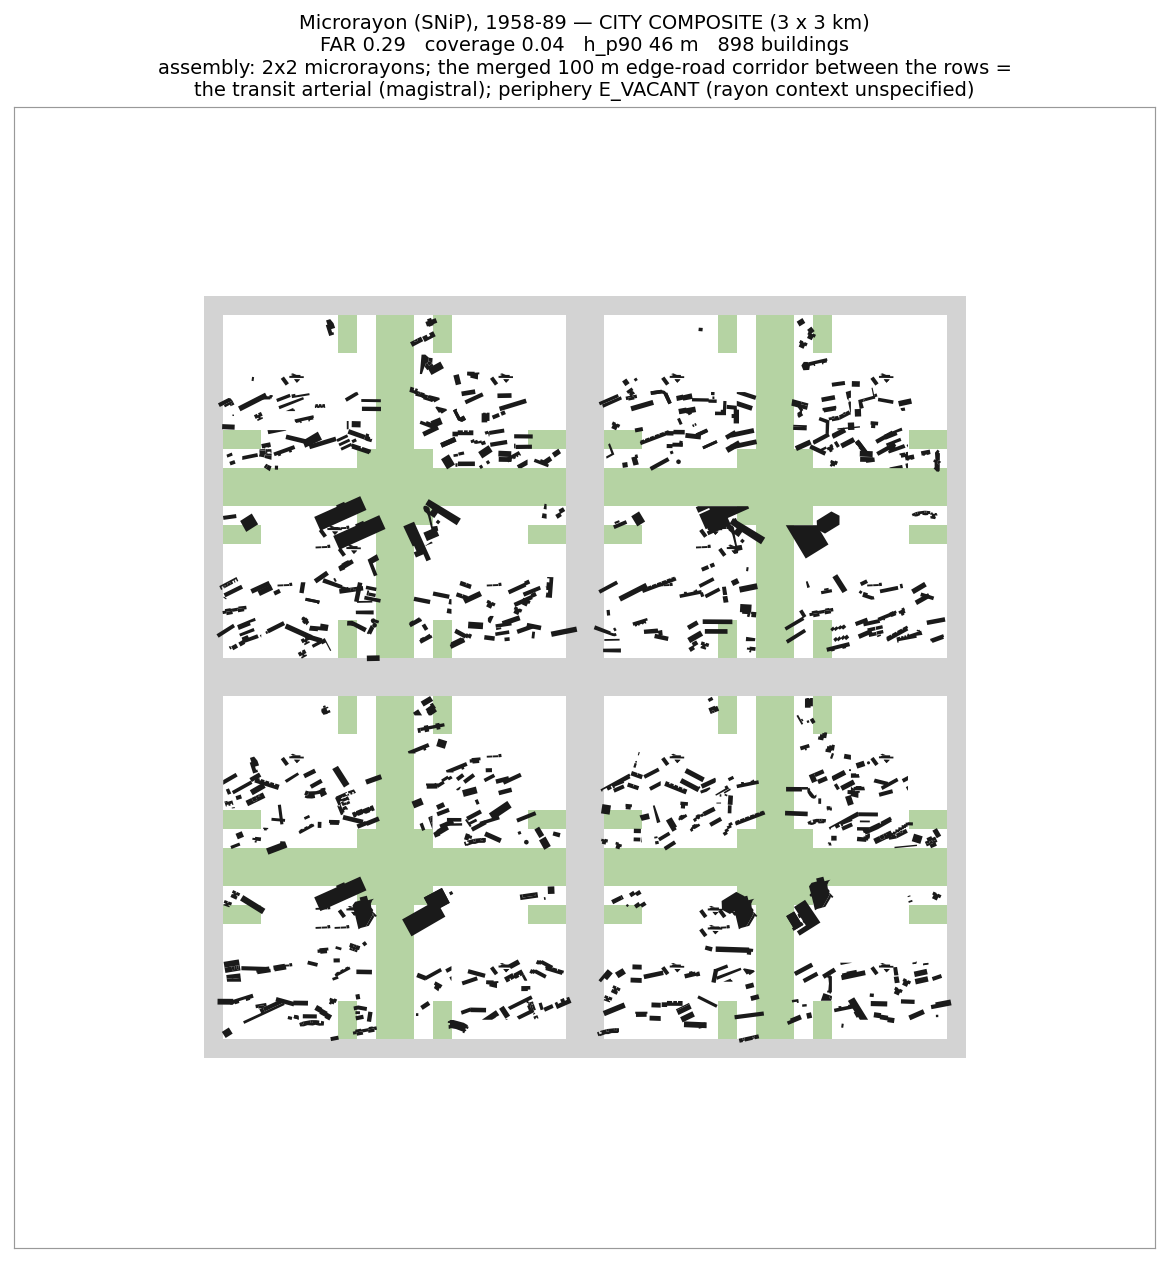 Microrayon (SNiP), 1958-89 — CITY COMPOSITE (3 x 3 km)
FAR 0.29   coverage 0.04   h_p90 46 m   898 buildings
assembly: 2x2 microrayons; the merged 100 m edge-road corridor between the rows =
the transit arterial (magistral); periphery E_VACANT (rayon context unspecified)